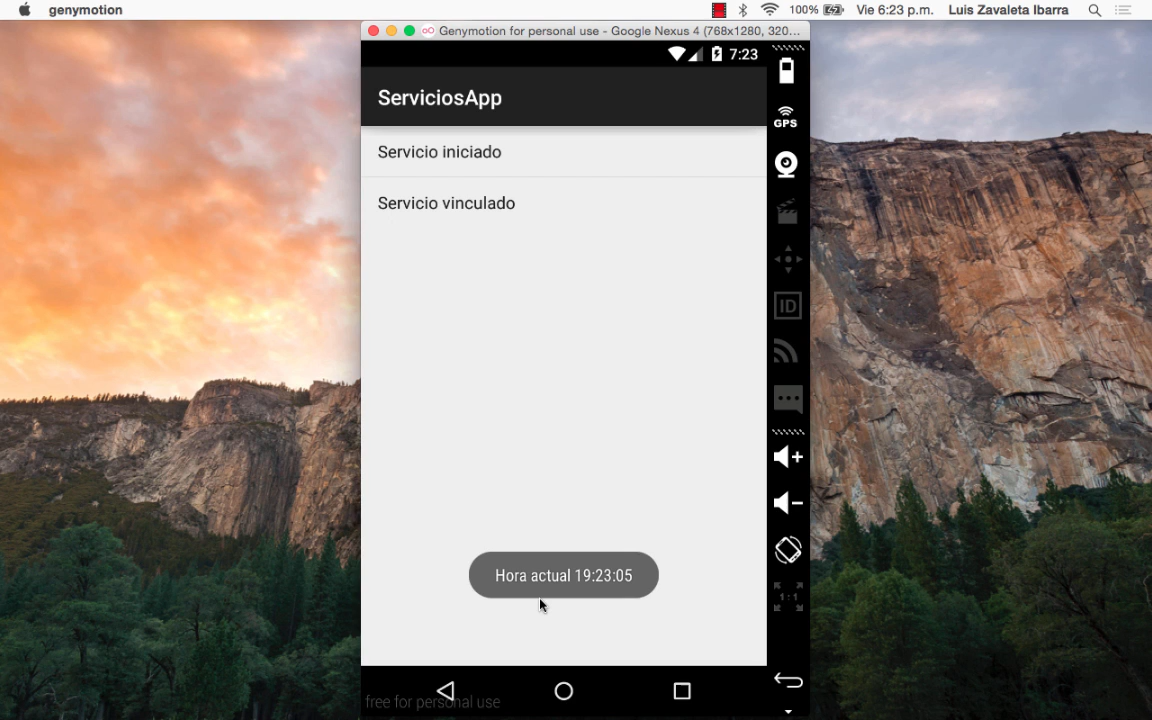 genymotion
100%
Vie 6:23 p.m.
Luis Zavaleta Ibarra
Genymotion for personal use - Google Nexus 4 (768x1280, 320...
7:23
ServiciosApp
GPS
Servicio iniciado
Servicio vinculado
ID
Hora actual 19:23:05
1:1
free for personal use